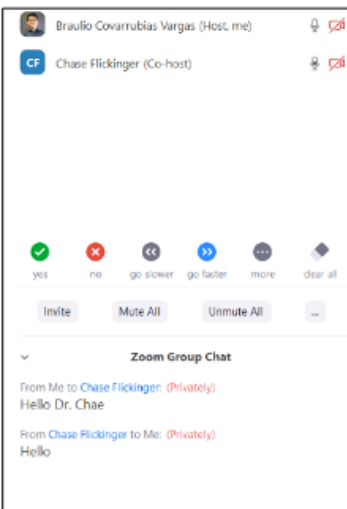 Braulio Covarrubias Vargas (Host, me)
CF Chase Flickinger (Co-host)
yes no go slower go faster more clear all
Invite Mute All Unmute All ...
Zoom Group Chat
From Me to Chase Flickinger: (Privately)
Hello Dr. Chae
From Chase Flickinger to Me: (Privately)
Hello